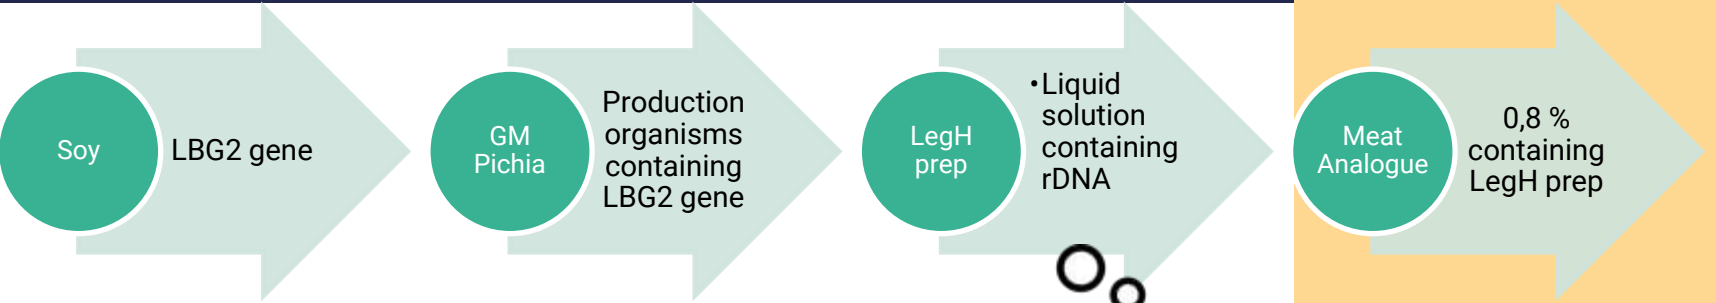 Soy
LBG2 gene
GM
Pichia
Production
organisms
containing
LBG2 gene
LegH
prep
•Liquid
solution
containing
rDNA
Meat
Analogue
0,8 %
containing
LegH prep